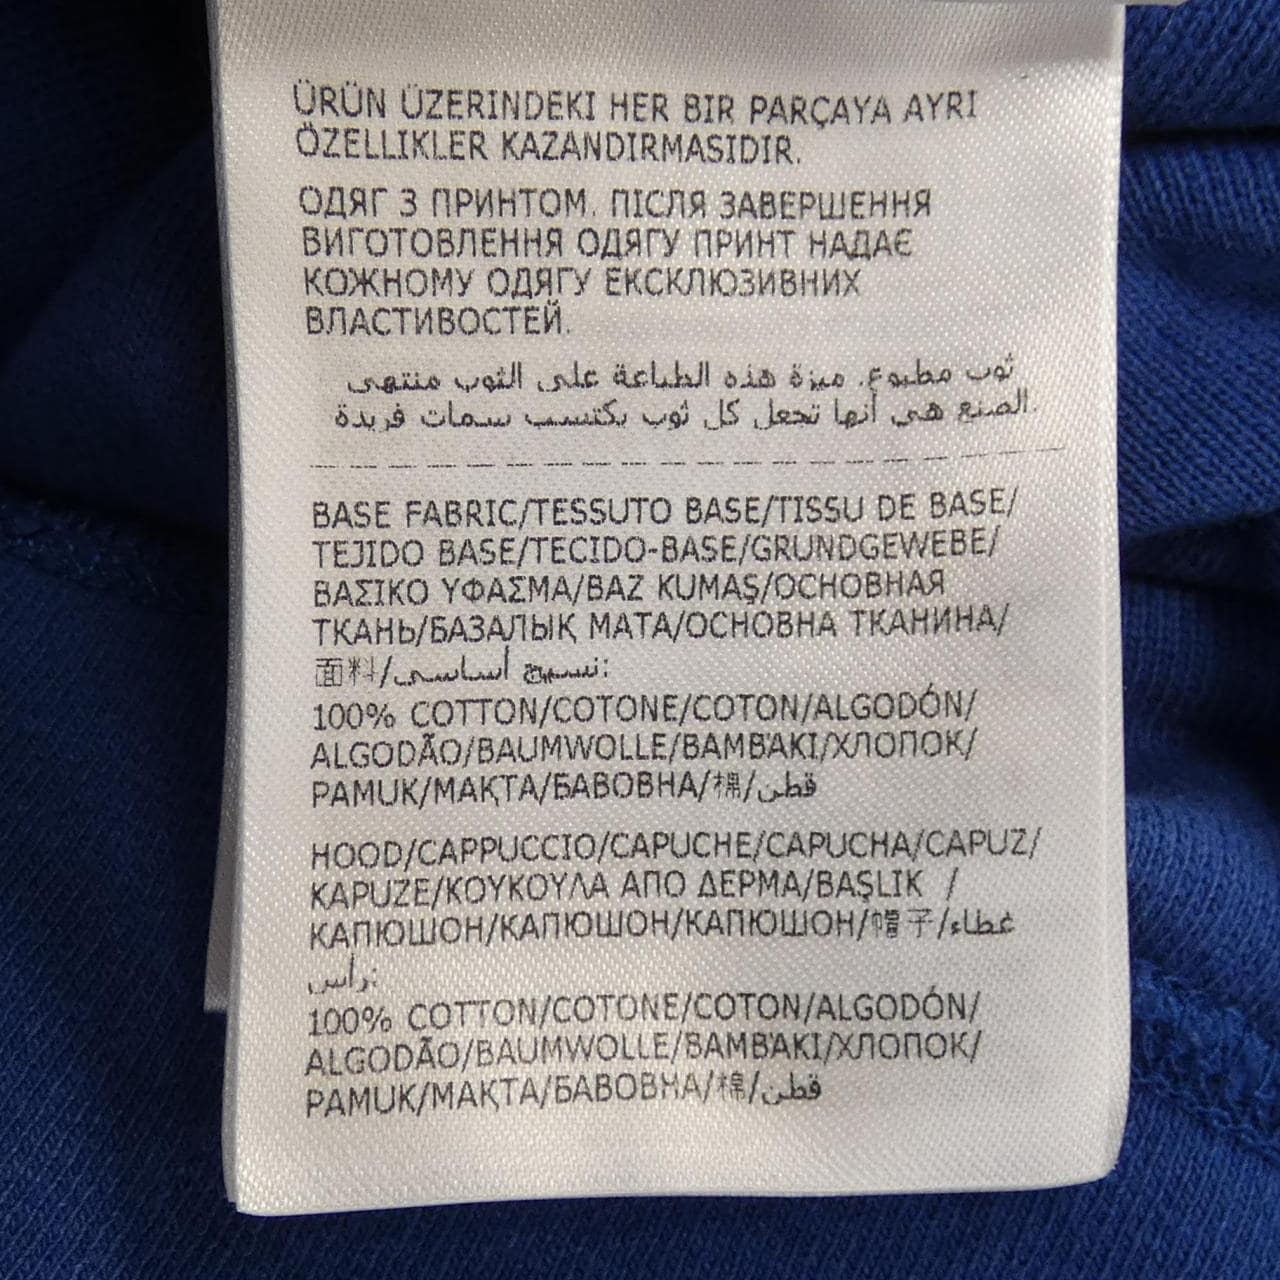 ÜRÜN ÜZERINDEKI HER BIR PARÇAYA AYRI
ÖZELLIKLER KAZANDIRMASIDIR.
ОДЯГ З ПРИНТОМ. ПІСЛЯ ЗАВЕРШЕННЯ
ВИГОТОВЛЕННЯ ОДЯГУ ПРИНТ НАДАЄ
КОЖНОМУ ОДЯГУ ЕКСКЛЮЗИВНИХ
ВЛАСТИВОСТЕЙ.
ثوب مطبوع. ميزة هذه الطباعة على الثوب منتهى
الصنع هي أنها تجعل كل ثوب يكتسب سمات فريدة.
BASE FABRIC/TESSUTO BASE/TISSU DE BASE/
TEJIDO BASE/TECIDO-BASE/GRUNDGEWEBE/
ΒΑΣΙΚΟ ΥΦΑΣΜΑ/BAZ KUMAŞ/ОСНОВНАЯ
ТКАНЬ/БАЗАЛЫҚ МАТА/ОСНОВНА ТКАНИНА/
面料/نسيج أساسي:
100% COTTON/COTONE/COTON/ALGODÓN/
ALGODÃO/BAUMWOLLE/ΒΑΜΒΆΚΙ/ХЛОПОК/
PAMUK/МАҚТА/БАВОВНА/棉/قطن
HOOD/CAPPUCCIO/CAPUCHE/CAPUCHA/CAPUZ/
KAPUZE/ΚΟΥΚΟΥΛΑ ΑΠΟ ΔΕΡΜΑ/BAŞLIK /
КАПЮШОН/КАПЮШОН/КАПЮШОН/帽子/غطاء
رأس:
100% COTTON/COTONE/COTON/ALGODÓN/
ALGODÃO/BAUMWOLLE/ΒΑΜΒΆΚΙ/ХЛОПОК/
PAMUK/МАҚТА/БАВОВНА/棉/قطن